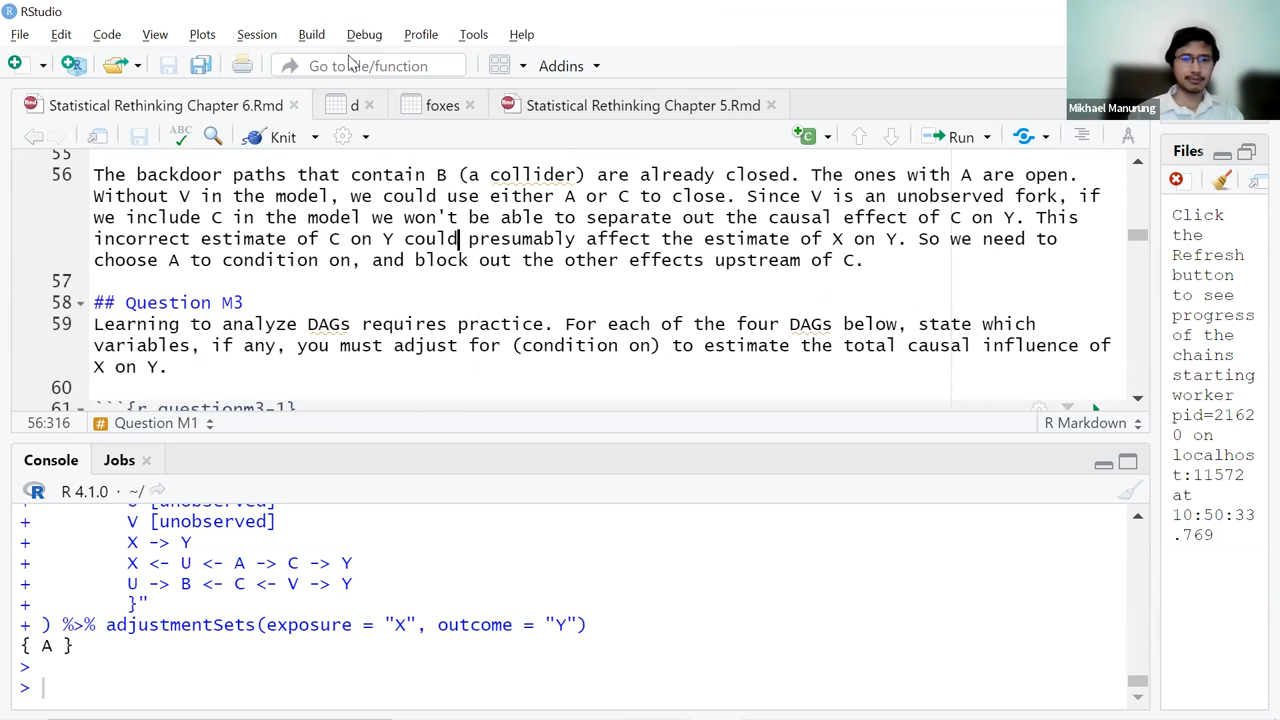 RStudio
File Edit Code View Plots Session Build Debug Profile Tools Help
Go to file/function Addins
Statistical Rethinking Chapter 6.Rmd d foxes Statistical Rethinking Chapter 5.Rmd
Mikhael Manurung
ABC Knit Run
Files
55
56 The backdoor paths that contain B (a collider) are already closed. The ones with A are open.
Without V in the model, we could use either A or C to close. Since V is an unobserved fork, if
we include C in the model we won't be able to separate out the causal effect of C on Y. This
incorrect estimate of C on Y could presumably affect the estimate of X on Y. So we need to
choose A to condition on, and block out the other effects upstream of C.
57
58 ## Question M3
59 Learning to analyze DAGs requires practice. For each of the four DAGs below, state which
variables, if any, you must adjust for (condition on) to estimate the total causal influence of
X on Y.
60
61 ```{r questionm3-1}
56:316 # Question M1 R Markdown
Console Jobs
R 4.1.0 · ~/
+ U [unobserved]
+ V [unobserved]
+ X -> Y
+ X <- U <- A -> C -> Y
+ U -> B <- C <- V -> Y
+ }"
+ ) %>% adjustmentSets(exposure = "X", outcome = "Y")
{ A }
>
>
Click
the
Refresh
button
to see
progress
of the
chains
starting
worker
pid=2162
0 on
localhos
t:11572
at
10:50:33
.769